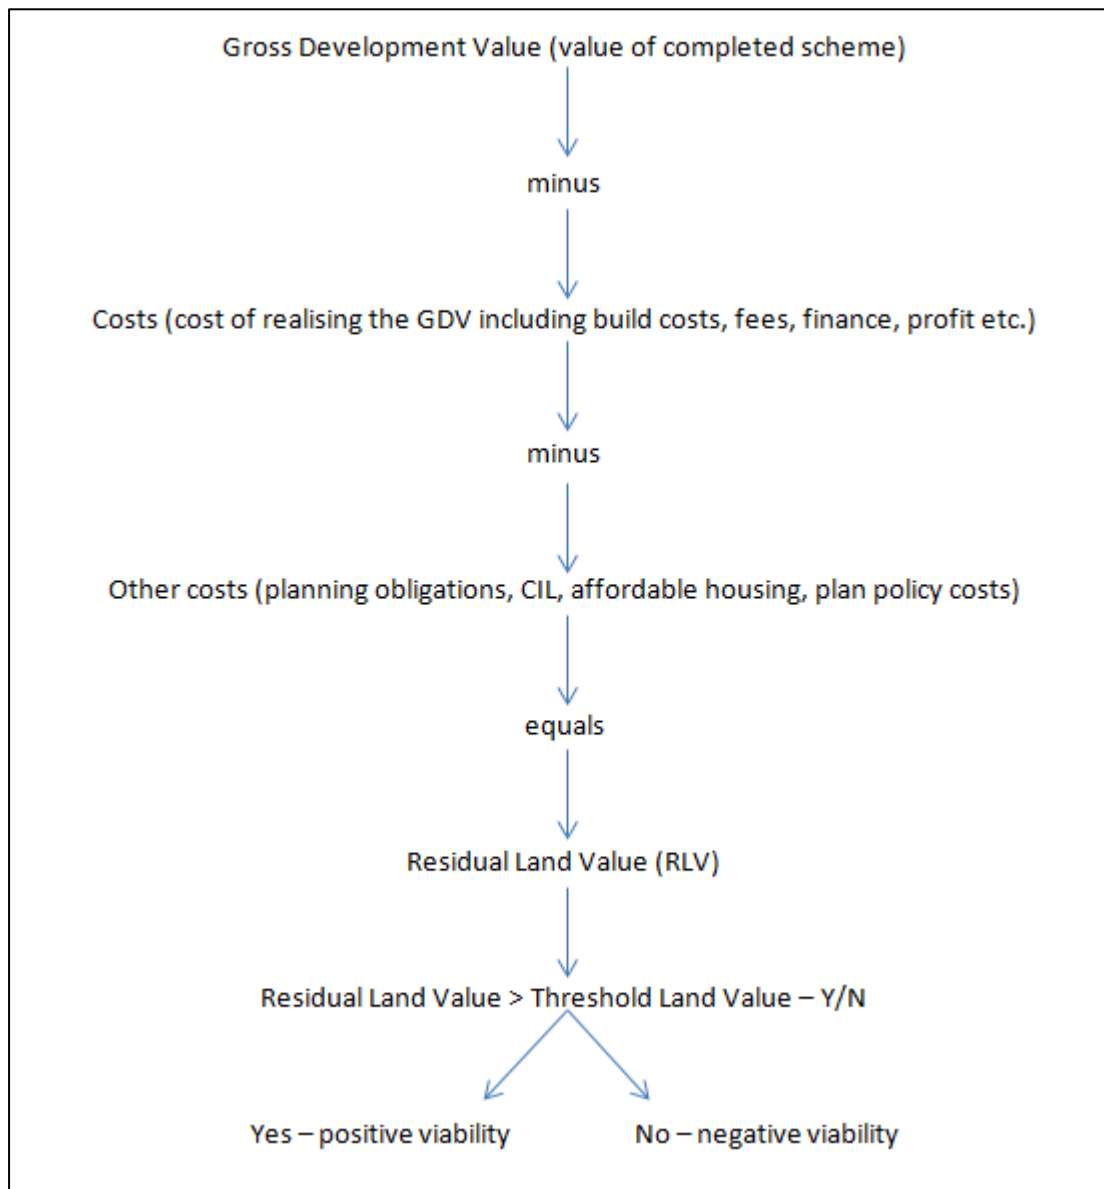 Gross Development Value (value of completed scheme)
minus
Costs (cost of realising the GDV including build costs, fees, finance, profit etc.)
minus
Other costs (planning obligations, CIL, affordable housing, plan policy costs)
equals
Residual Land Value (RLV)
Residual Land Value > Threshold Land Value – Y/N
Yes – positive viability
No – negative viability